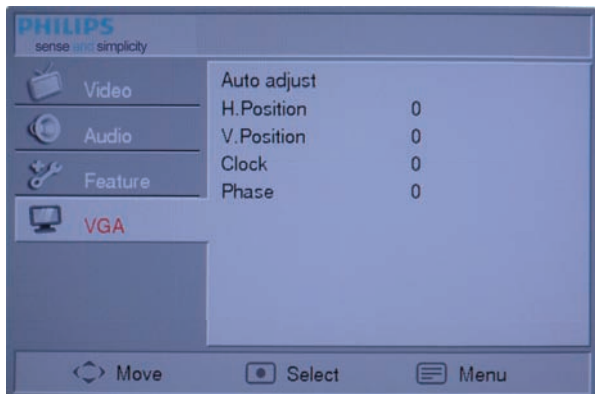 PHILIPS
sense and simplicity
Video
Audio
Feature
VGA
Auto adjust
H.Position 0
V.Position 0
Clock 0
Phase 0
Move Select Menu